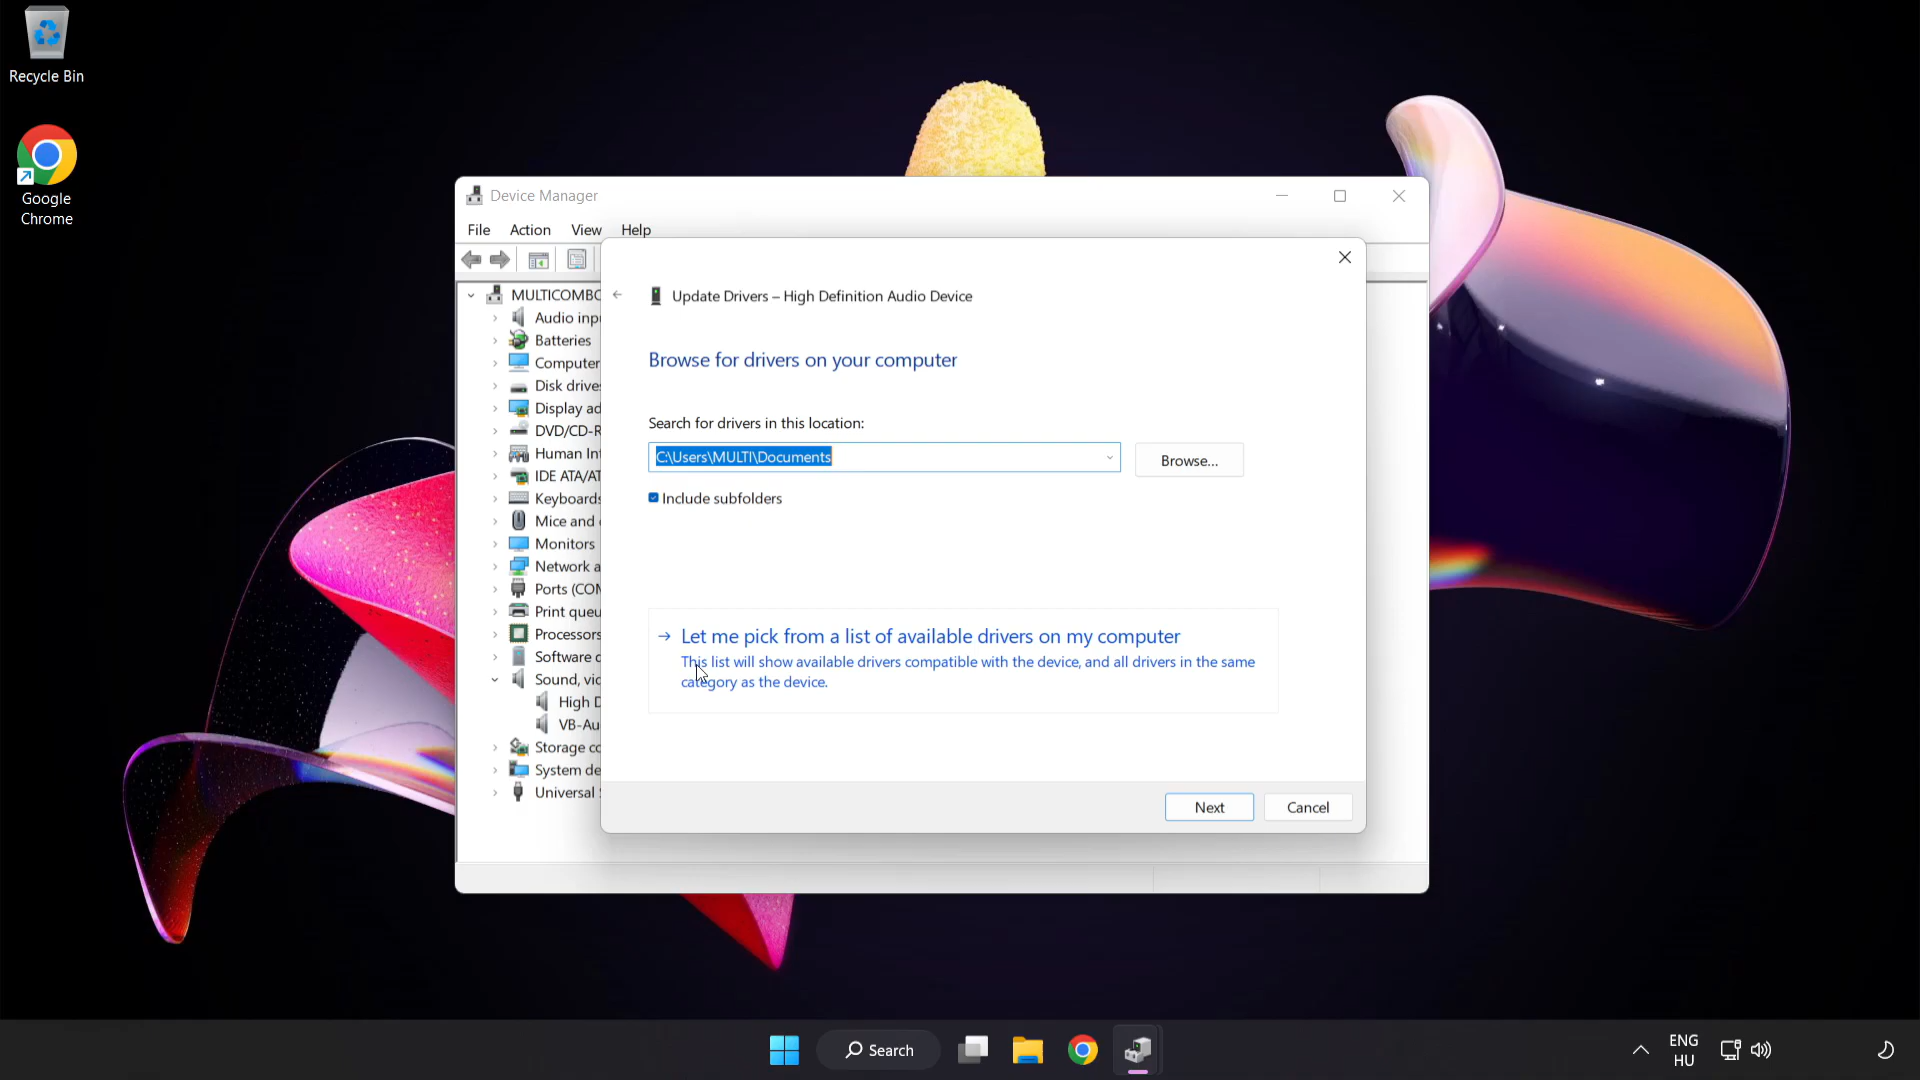 Recycle Bin
Google
Chrome
Device Manager
File Action View Help
MULTICOMBO
Audio inpu
Batteries
Computer
Disk drives
Display ad
DVD/CD-R
Human Int
IDE ATA/AT
Keyboards
Mice and
Monitors
Network a
Ports (COM
Print queu
Processors
Software d
Sound, vid
High D
VB-Au
Storage co
System de
Universal S
Update Drivers – High Definition Audio Device
Browse for drivers on your computer
Search for drivers in this location:
C:\Users\MULTI\Documents
Browse...
Include subfolders
Let me pick from a list of available drivers on my computer
This list will show available drivers compatible with the device, and all drivers in the same
category as the device.
Next Cancel
Search
ENG
HU